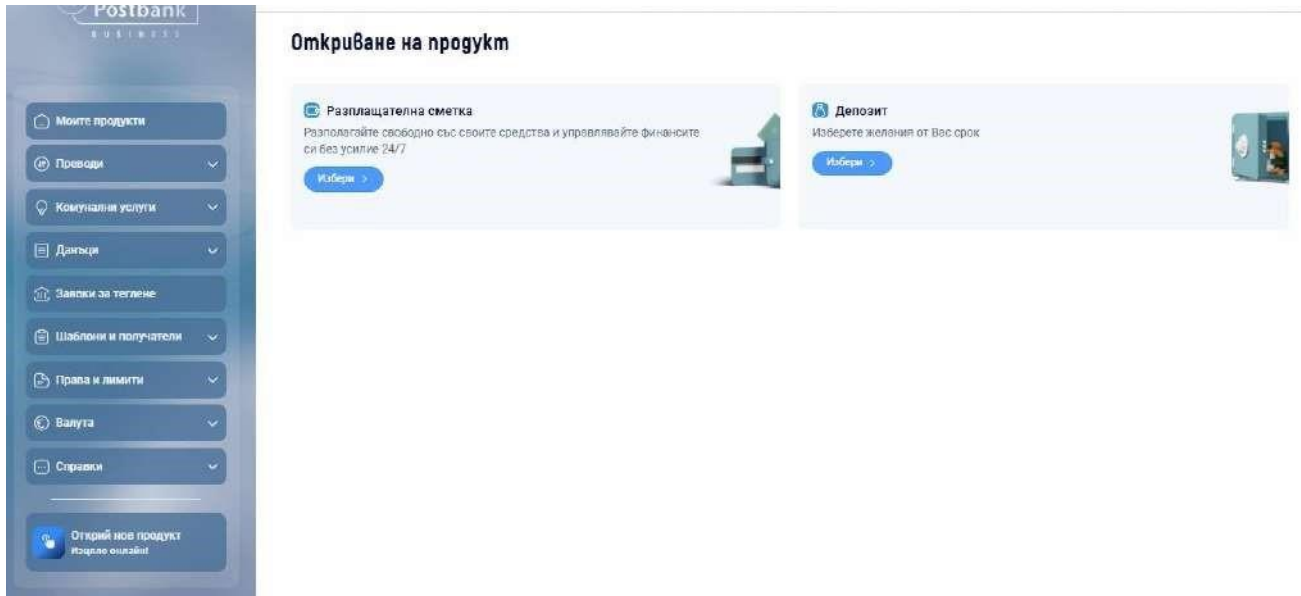 Postbank
BUSINESS
Моите продукти
Преводи
Комунални услуги
Данъци
Заявки за теглене
Шаблони и получатели
Права и лимити
Валута
Справки
Открий нов продукт
Изцяло онлайн!
Откриване на продукт
Разплащателна сметка
Разполагайте свободно със своите средства и управлявайте финансите
си без усилие 24/7
Избери >
Депозит
Изберете желания от Вас срок
Избери >